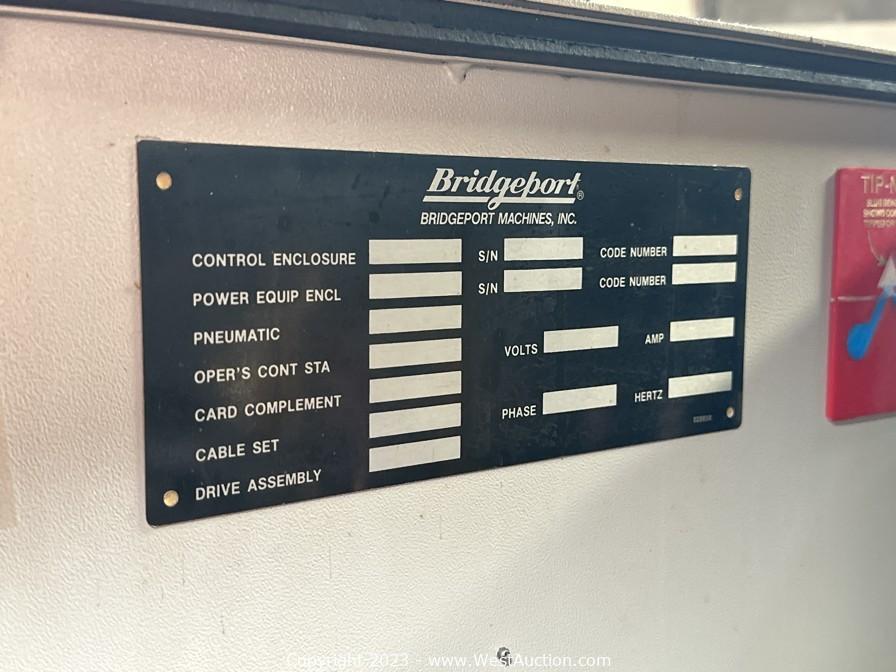 Bridgeport®
BRIDGEPORT MACHINES, INC.
CONTROL ENCLOSURE S/N CODE NUMBER
POWER EQUIP ENCL S/N CODE NUMBER
PNEUMATIC
OPER'S CONT STA VOLTS AMP
CARD COMPLEMENT
CABLE SET PHASE HERTZ
DRIVE ASSEMBLY
TIP-N
Copyright 2023 - www.WestAuction.com